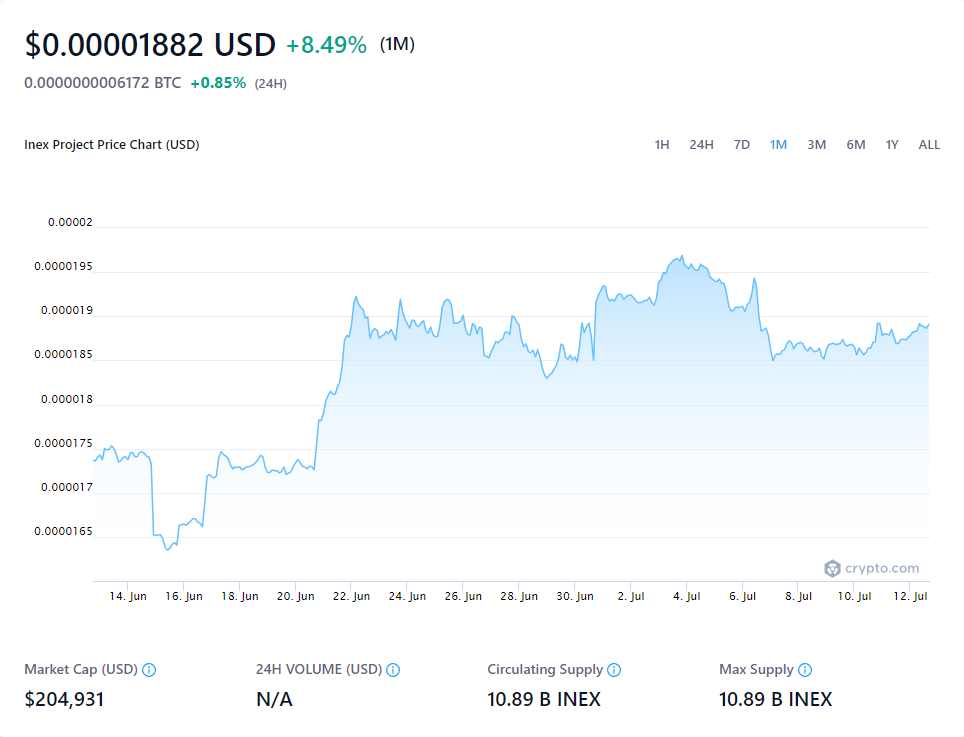 $0.00001882 USD +8.49% (1M)
0.0000000006172 BTC +0.85% (24H)
Inex Project Price Chart (USD) 1H 24H 7D 1M 3M 6M 1Y ALL
0.00002
0.0000195
0.000019
0.0000185
0.000018
0.0000175
0.000017
0.0000165
crypto.com
14. Jun 16. Jun 18. Jun 20. Jun 22. Jun 24. Jun 26. Jun 28. Jun 30. Jun 2. Jul 4. Jul 6. Jul 8. Jul 10. Jul 12. Jul
Market Cap (USD) 24H VOLUME (USD) Circulating Supply Max Supply
$204,931 N/A 10.89 B INEX 10.89 B INEX